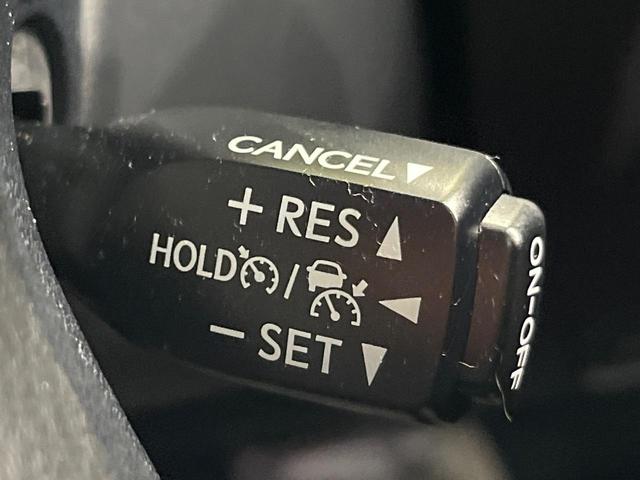 CANCEL▼
+ RES ▲
HOLD /
◀
− SET ▼
ON-OFF